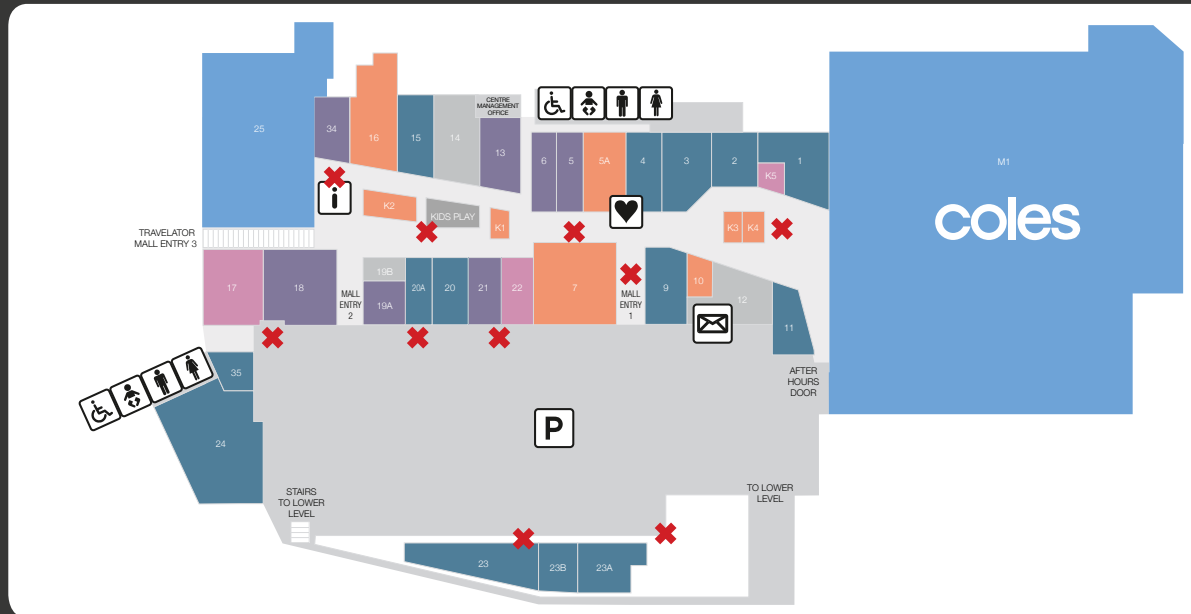 CENTRE
MANAGEMENT
OFFICE
25
34
16
15
14
13
6
5
5A
4
3
2
1
K5
M1
coles
K2
KIDS PLAY
K1
K3
K4
TRAVELATOR
MALL ENTRY 3
17
18
MALL
ENTRY
2
19B
19A
20A
20
21
22
7
MALL
ENTRY
1
9
10
12
11
35
AFTER
HOURS
DOOR
24
P
STAIRS
TO LOWER
LEVEL
TO LOWER
LEVEL
23
23B
23A